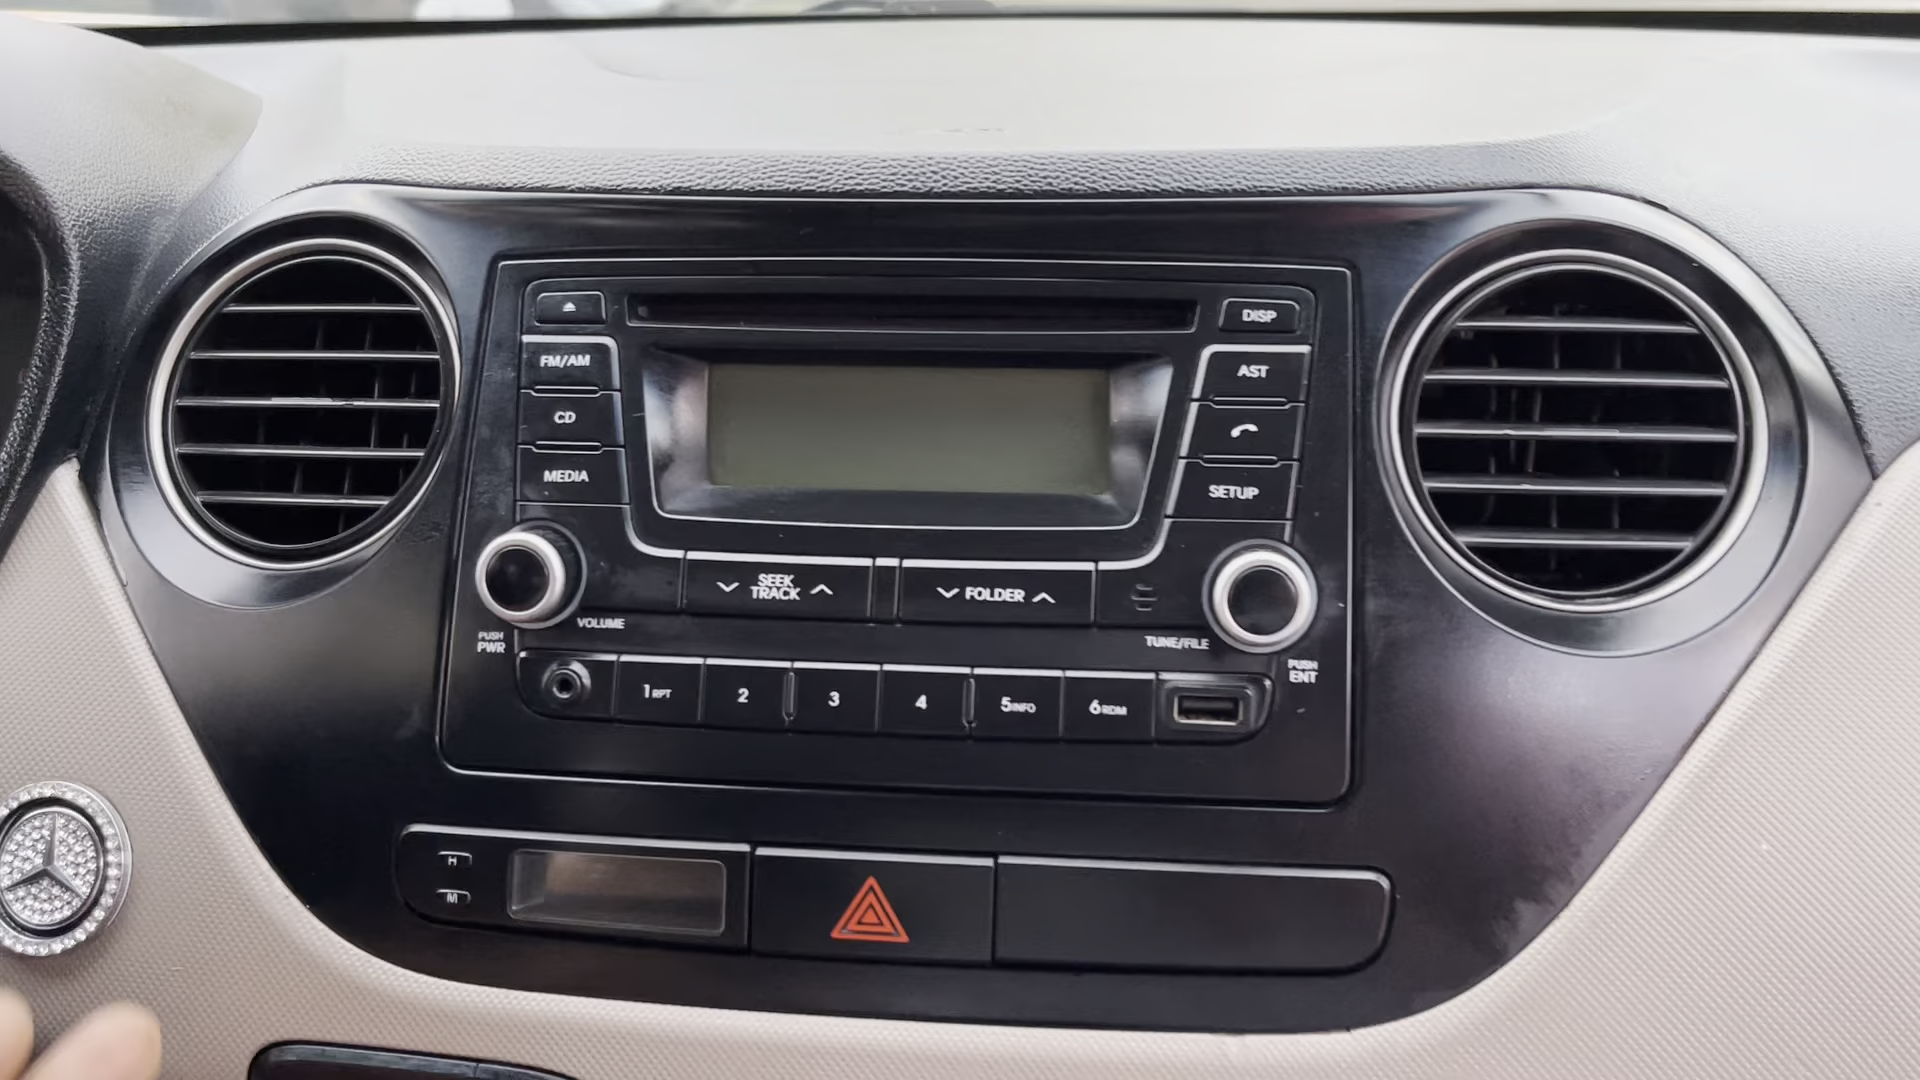 DISP
FM/AM
AST
CD
MEDIA
SETUP
SEEK
TRACK
FOLDER
VOLUME
TUNE/FILE
PUSH
PWR
PUSH
ENT
1RPT
2
3
4
5INFO
6RDM
H
M